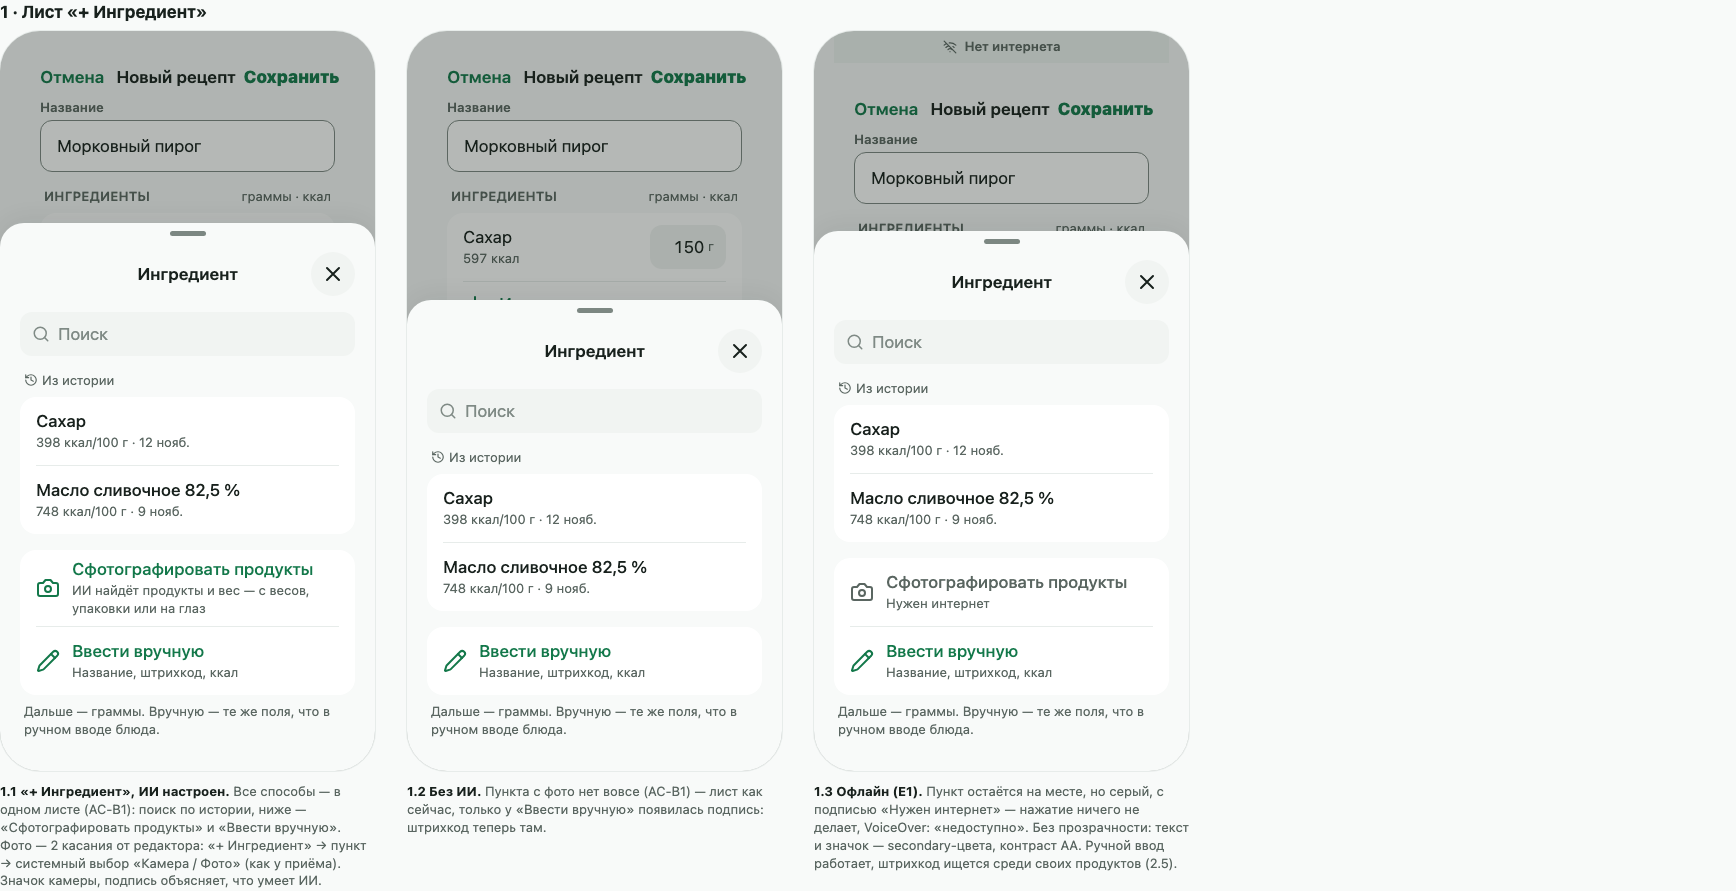 1 · Лист «+ Ингредиент»
Отмена Новый рецепт Сохранить
Название
Морковный пирог
ИНГРЕДИЕНТЫ граммы · ккал
Ингредиент
Поиск
Из истории
Сахар
398 ккал/100 г · 12 нояб.
Масло сливочное 82,5 %
748 ккал/100 г · 9 нояб.
Сфотографировать продукты
ИИ найдёт продукты и вес — с весов,
упаковки или на глаз
Ввести вручную
Название, штрихкод, ккал
Дальше — граммы. Вручную — те же поля, что в
ручном вводе блюда.
1.1 «+ Ингредиент», ИИ настроен. Все способы — в
одном листе (AC-B1): поиск по истории, ниже —
«Сфотографировать продукты» и «Ввести вручную».
Фото — 2 касания от редактора: «+ Ингредиент» → пункт
→ системный выбор «Камера / Фото» (как у приёма).
Значок камеры, подпись объясняет, что умеет ИИ.
Отмена Новый рецепт Сохранить
Название
Морковный пирог
ИНГРЕДИЕНТЫ граммы · ккал
Сахар
597 ккал
150 г
Ингредиент
Поиск
Из истории
Сахар
398 ккал/100 г · 12 нояб.
Масло сливочное 82,5 %
748 ккал/100 г · 9 нояб.
Ввести вручную
Название, штрихкод, ккал
Дальше — граммы. Вручную — те же поля, что в
ручном вводе блюда.
1.2 Без ИИ. Пункта с фото нет вовсе (AC-B1) — лист как
сейчас, только у «Ввести вручную» появилась подпись:
штрихкод теперь там.
Нет интернета
Отмена Новый рецепт Сохранить
Название
Морковный пирог
ИНГРЕДИЕНТЫ граммы · ккал
Ингредиент
Поиск
Из истории
Сахар
398 ккал/100 г · 12 нояб.
Масло сливочное 82,5 %
748 ккал/100 г · 9 нояб.
Сфотографировать продукты
Нужен интернет
Ввести вручную
Название, штрихкод, ккал
Дальше — граммы. Вручную — те же поля, что в
ручном вводе блюда.
1.3 Офлайн (E1). Пункт остаётся на месте, но серый, с
подписью «Нужен интернет» — нажатие ничего не
делает, VoiceOver: «недоступно». Без прозрачности: текст
и значок — secondary-цвета, контраст AA. Ручной ввод
работает, штрихкод ищется среди своих продуктов (2.5).